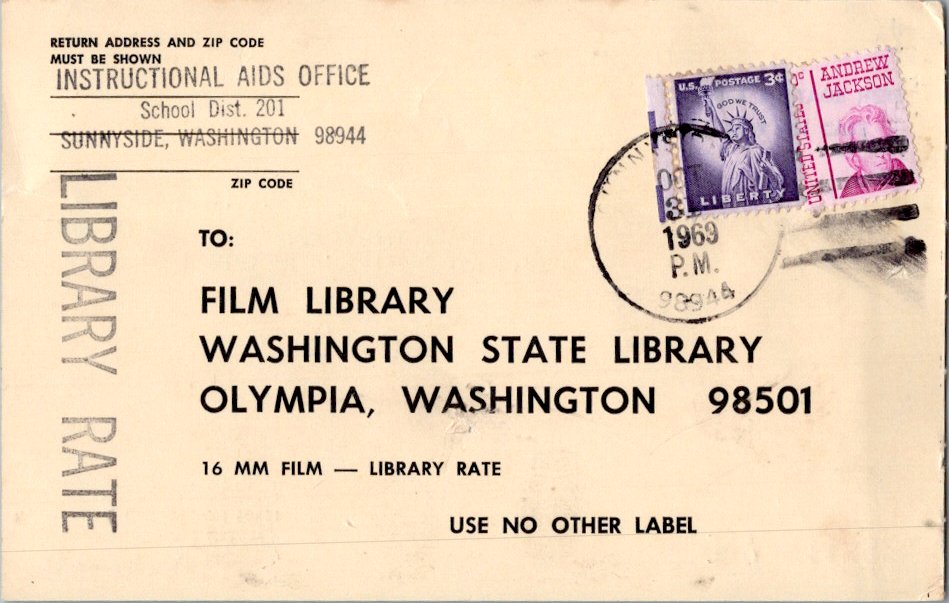 RETURN ADDRESS AND ZIP CODE
MUST BE SHOWN
INSTRUCTIONAL AIDS OFFICE
School Dist. 201
SUNNYSIDE, WASHINGTON 98944
ZIP CODE
LIBRARY RATE
U.S. POSTAGE 3¢
IN GOD WE TRUST
LIBERTY
ANDREW
JACKSON
UNITED STATES
OCT
1969
P.M.
98944
TO:
FILM LIBRARY
WASHINGTON STATE LIBRARY
OLYMPIA, WASHINGTON 98501
16 MM FILM — LIBRARY RATE
USE NO OTHER LABEL